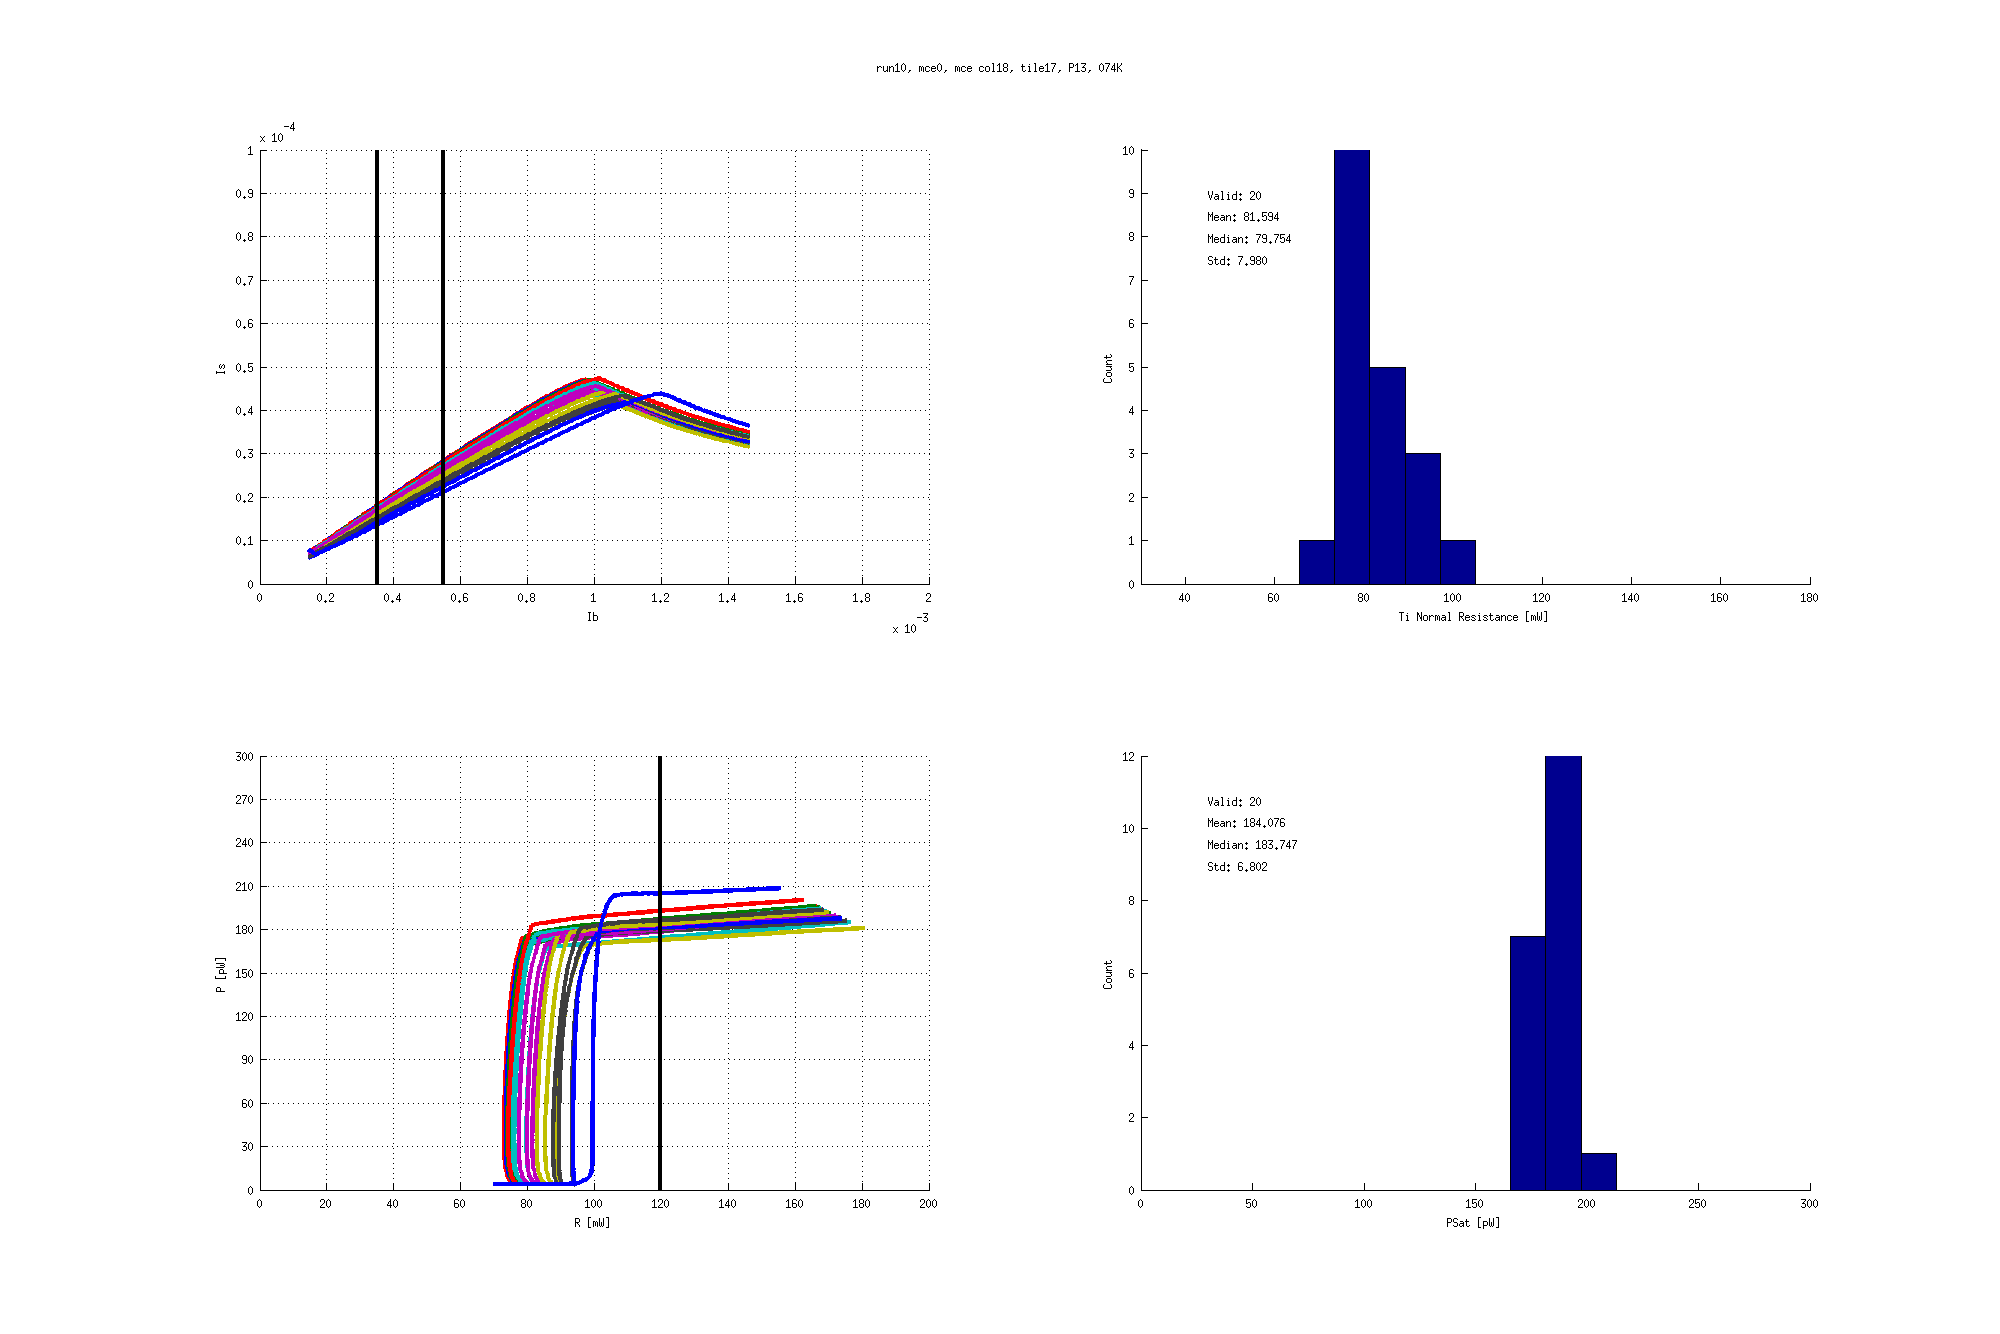 run10, mce0, mce col18, tile17, P13, 074K
x 10
-4
1
0.9
0.8
0.7
0.6
0.5
0.4
0.3
0.2
0.1
0
Is
0 0.2 0.4 0.6 0.8 1 1.2 1.4 1.6 1.8 2
Ib
x 10
-3
10
9
8
7
6
5
4
3
2
1
0
Count
Valid: 20
Mean: 81.594
Median: 79.754
Std: 7.980
40 60 80 100 120 140 160 180
Ti Normal Resistance [mW]
300
270
240
210
180
150
120
90
60
30
0
P [pW]
0 20 40 60 80 100 120 140 160 180 200
R [mW]
12
10
8
6
4
2
0
Count
Valid: 20
Mean: 184.076
Median: 183.747
Std: 6.802
0 50 100 150 200 250 300
PSat [pW]